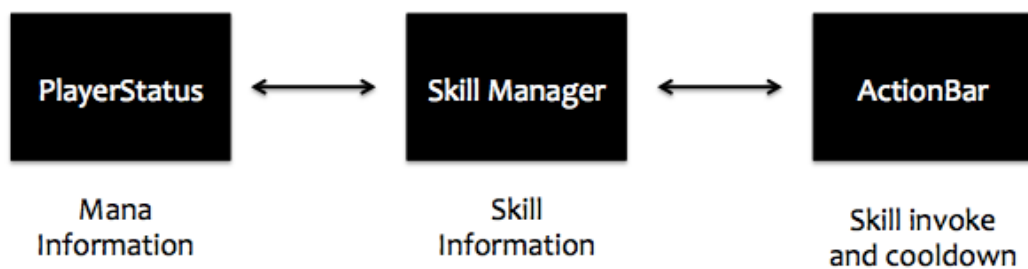 PlayerStatus
Skill Manager
ActionBar
Mana
Information
Skill
Information
Skill invoke
and cooldown